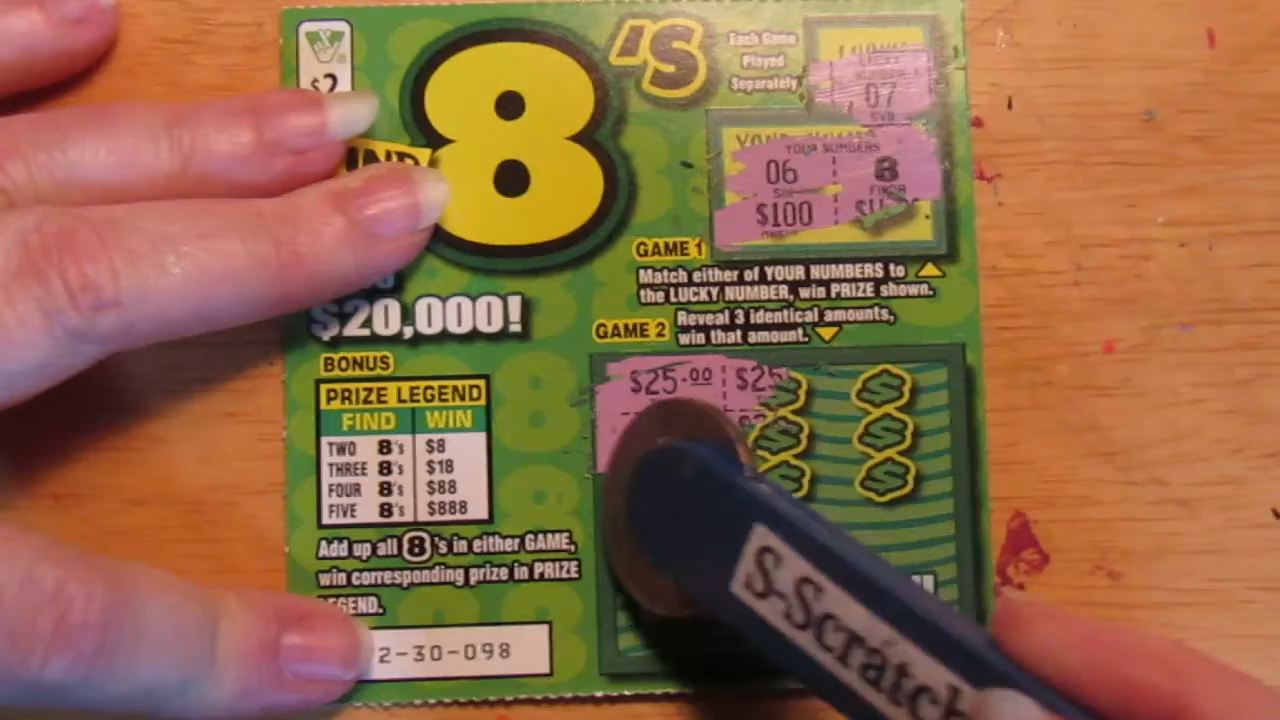 $2
8's
$20,000!
Each Game
Played
Separately
07
YOUR NUMBERS
06 8
SIX
$100
GAME 1
Match either of YOUR NUMBERS to
the LUCKY NUMBER, win PRIZE shown.
GAME 2 Reveal 3 identical amounts,
win that amount.
$25.00 $25
BONUS
PRIZE LEGEND
FIND WIN
TWO 8's $8
THREE 8's $18
FOUR 8's $88
FIVE 8's $888
Add up all 8's in either GAME,
win corresponding prize in PRIZE
LEGEND.
2-30-098
S-Scratch